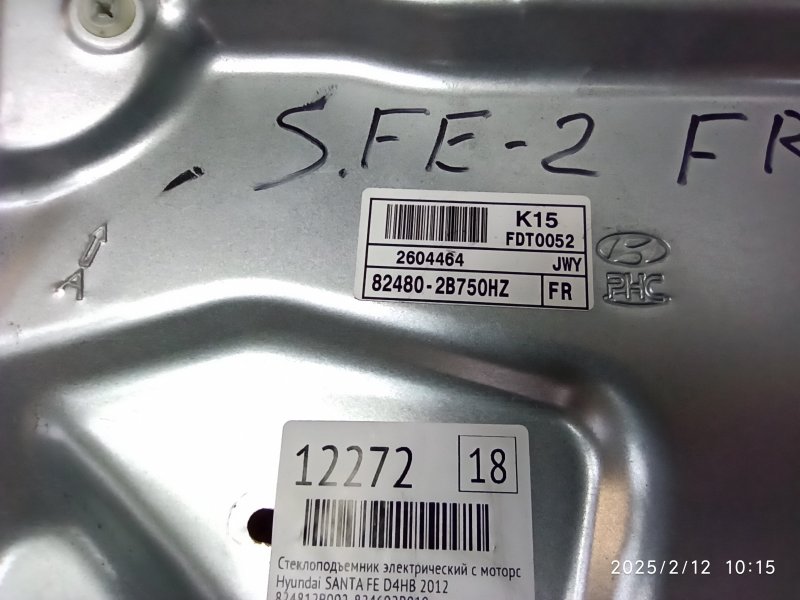 S.FE-2 FR
K15
FDT0052
2604464 JWY
82480-2B750HZ FR
PHC
A
12272 18
Стеклоподъемник электрический с моторс
Hyundai SANTA FE D4HB 2012
2025/2/12 10:15